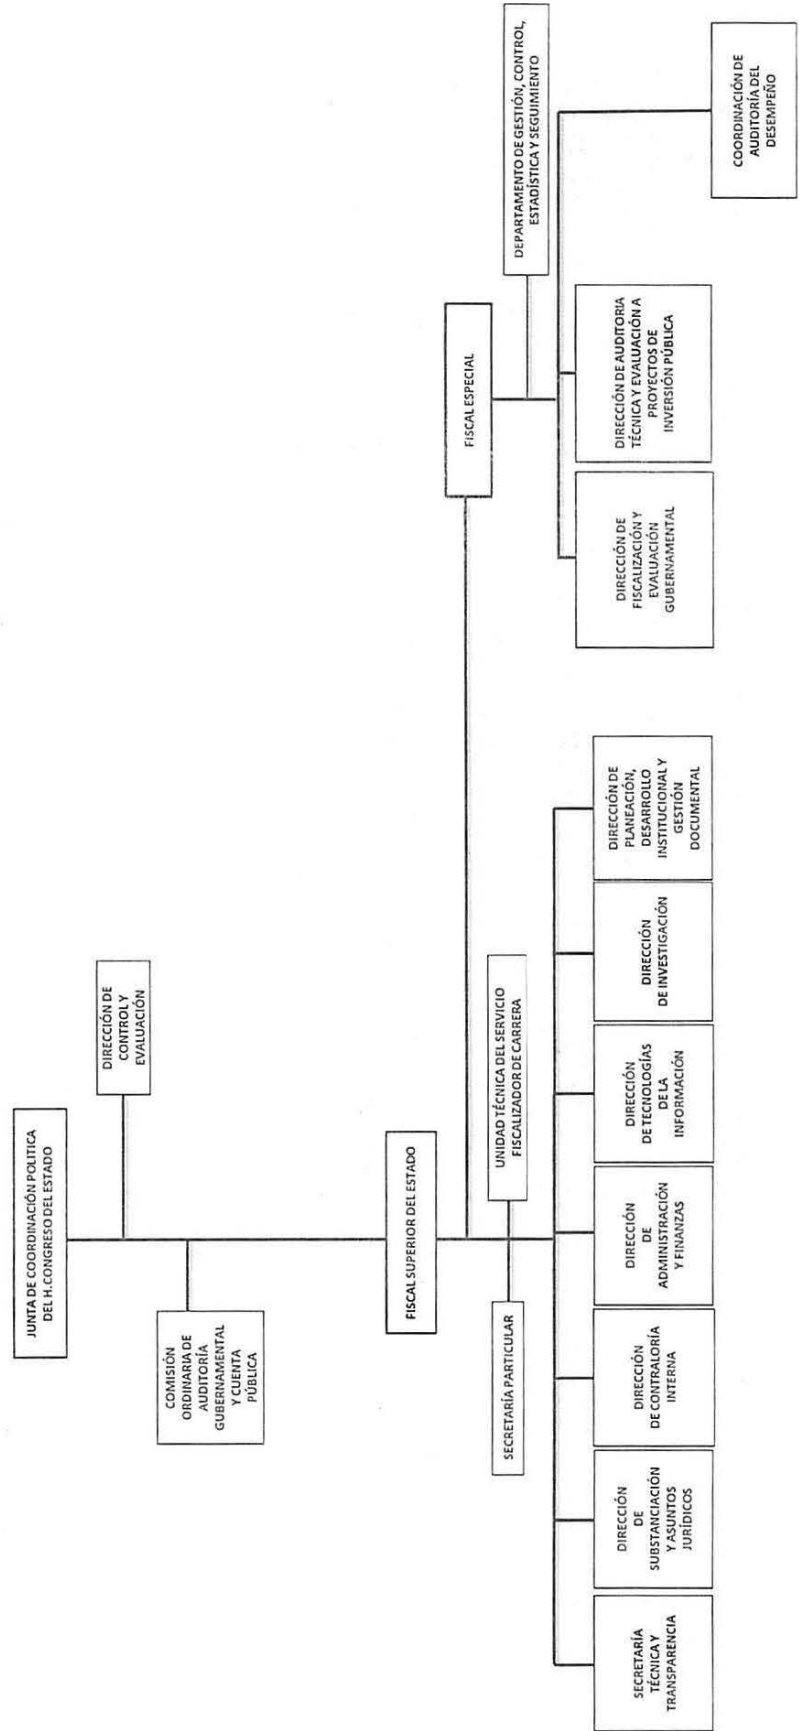 JUNTA DE COORDINACIÓN POLITICA
DEL H.CONGRESO DEL ESTADO
DIRECCIÓN DE
CONTROL Y
EVALUACIÓN
COMISIÓN
ORDINARIA DE
AUDITORÍA
GUBERNAMENTAL
Y CUENTA
PÚBLICA
FISCAL SUPERIOR DEL ESTADO
FISCAL ESPECIAL
SECRETARÍA PARTICULAR
UNIDAD TÉCNICA DEL SERVICIO
FISCALIZADOR DE CARRERA
DEPARTAMENTO DE GESTIÓN, CONTROL,
ESTADÍSTICA Y SEGUIMIENTO
SECRETARÍA
TÉCNICA Y
TRANSPARENCIA
DIRECCIÓN
DE
SUBSTANCIACIÓN
Y ASUNTOS
JURÍDICOS
DIRECCIÓN
DE CONTRALORÍA
INTERNA
DIRECCIÓN
DE
ADMINISTRACIÓN
Y FINANZAS
DIRECCIÓN
DE TECNOLOGÍAS
DE LA
INFORMACIÓN
DIRECCIÓN
DE INVESTIGACIÓN
DIRECCIÓN DE
PLANEACIÓN,
DESARROLLO
INSTITUCIONAL Y
GESTIÓN
DOCUMENTAL
DIRECCIÓN DE
FISCALIZACIÓN Y
EVALUACIÓN
GUBERNAMENTAL
DIRECCIÓN DE AUDITORIA
TÉCNICA Y EVALUACIÓN A
PROYECTOS DE
INVERSIÓN PÚBLICA
COORDINACIÓN DE
AUDITORÍA DEL
DESEMPEÑO